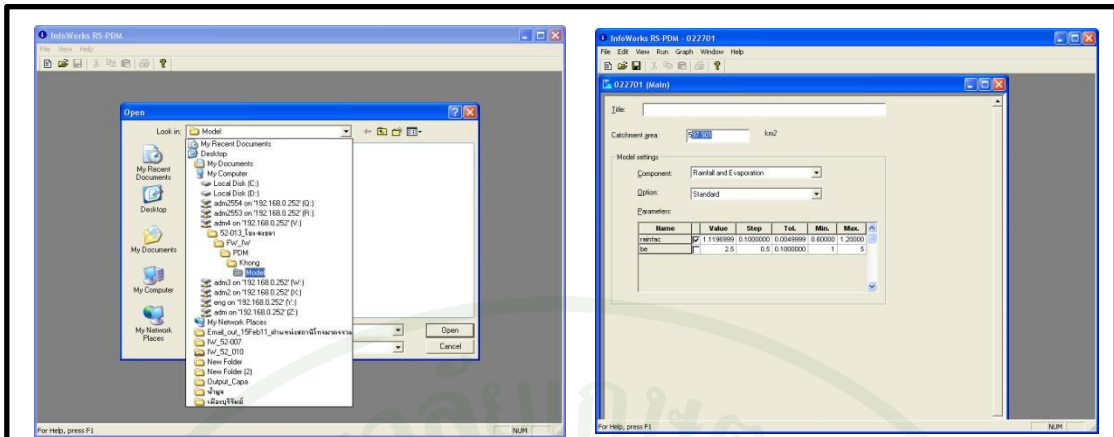 InfoWorks RS-PDM
File View Help
Open
Look in: Model
My Recent Documents
Desktop
My Documents
My Computer
Local Disk (C:)
Local Disk (D:)
adm2554 on '192.168.0.252' (Q:)
adm2553 on '192.168.0.252' (R:)
adm4 on '192.168.0.252' (V:)
FW_IW
PDM
Khong
Model
adm3 on '192.168.0.252' (W:)
adm2 on '192.168.0.252' (X:)
eng on '192.168.0.252' (Y:)
adm on '192.168.0.252' (Z:)
My Network Places
IW_52-007
IW_52_010
New Folder
New Folder (2)
Output_Capa
My Recent Documents
Desktop
My Documents
My Computer
My Network Places
Open
Cancel
For Help, press F1
NUM
InfoWorks RS-PDM - 022701
File Edit View Run Graph Window Help
022701 (Main)
Title:
Catchment area: km2
Model settings
Component: Rainfall and Evaporation
Option: Standard
Parameters:
Name Value Step Tol. Min. Max.
rainfac 1.1196999 0.1000000 0.0049999 0.60000 1.20000
be 2.5 0.5 0.1000000 1 5
For Help, press F1
NUM